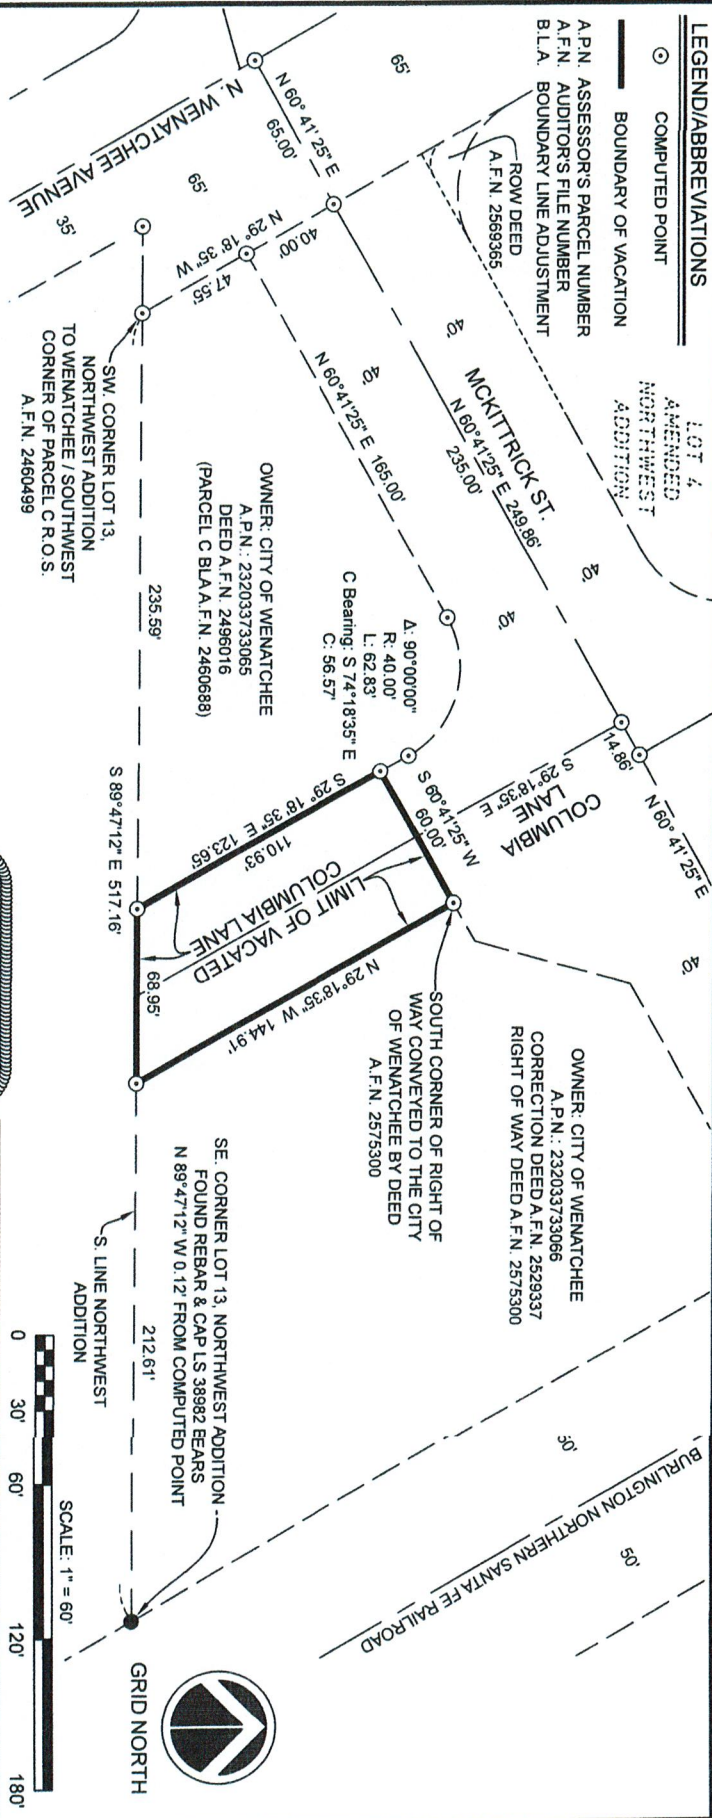 LEGEND/ABBREVIATIONS
COMPUTED POINT
BOUNDARY OF VACATION
A.P.N. ASSESSOR'S PARCEL NUMBER
A.F.N. AUDITOR'S FILE NUMBER
B.L.A. BOUNDARY LINE ADJUSTMENT
LOT 4
AMENDED
NORTHWEST
ADDITION
ROW DEED
A.F.N. 2569365
65'
N 60° 41' 25" E
65.00'
N. WENATCHEE AVENUE
65'
35'
40.00'
N 29° 18' 35" W
47.55'
40'
40'
MCKITTRICK ST.
N 60°41'25" E 249.86'
235.00'
40'
40'
N 60°41'25" E 165.00'
Δ: 90°00'00"
R: 40.00'
L: 62.83'
C Bearing: S 74°18'35" E
C: 56.57'
14.86'
N 60° 41' 25" E
40'
S 29°18'35" E
COLUMBIA
LANE
S 60°41'25" W
60.00'
OWNER: CITY OF WENATCHEE
A.P.N.: 232033733065
DEED A.F.N. 2496016
(PARCEL C BLA A.F.N. 2460688)
SW. CORNER LOT 13,
NORTHWEST ADDITION
TO WENATCHEE / SOUTHWEST
CORNER OF PARCEL C R.O.S.
A.F.N. 2460499
235.59'
S 89°47'12" E 517.16'
S 29° 18' 35" E 123.65'
110.93'
LIMIT OF VACATED
COLUMBIA LANE
N 29°18'35" W 144.91'
68.95'
SOUTH CORNER OF RIGHT OF
WAY CONVEYED TO THE CITY
OF WENATCHEE BY DEED
A.F.N. 2575300
OWNER: CITY OF WENATCHEE
A.P.N.: 232033733066
CORRECTION DEED A.F.N. 2529337
RIGHT OF WAY DEED A.F.N. 2575300
SE. CORNER LOT 13, NORTHWEST ADDITION -
FOUND REBAR & CAP LS 38982 BEARS
N 89°47'12" W 0.12' FROM COMPUTED POINT
212.61'
S. LINE NORTHWEST
ADDITION
50'
BURLINGTON NORTHERN SANTA FE RAILROAD
50'
GRID NORTH
SCALE: 1" = 60'
0 30' 60' 120' 180'